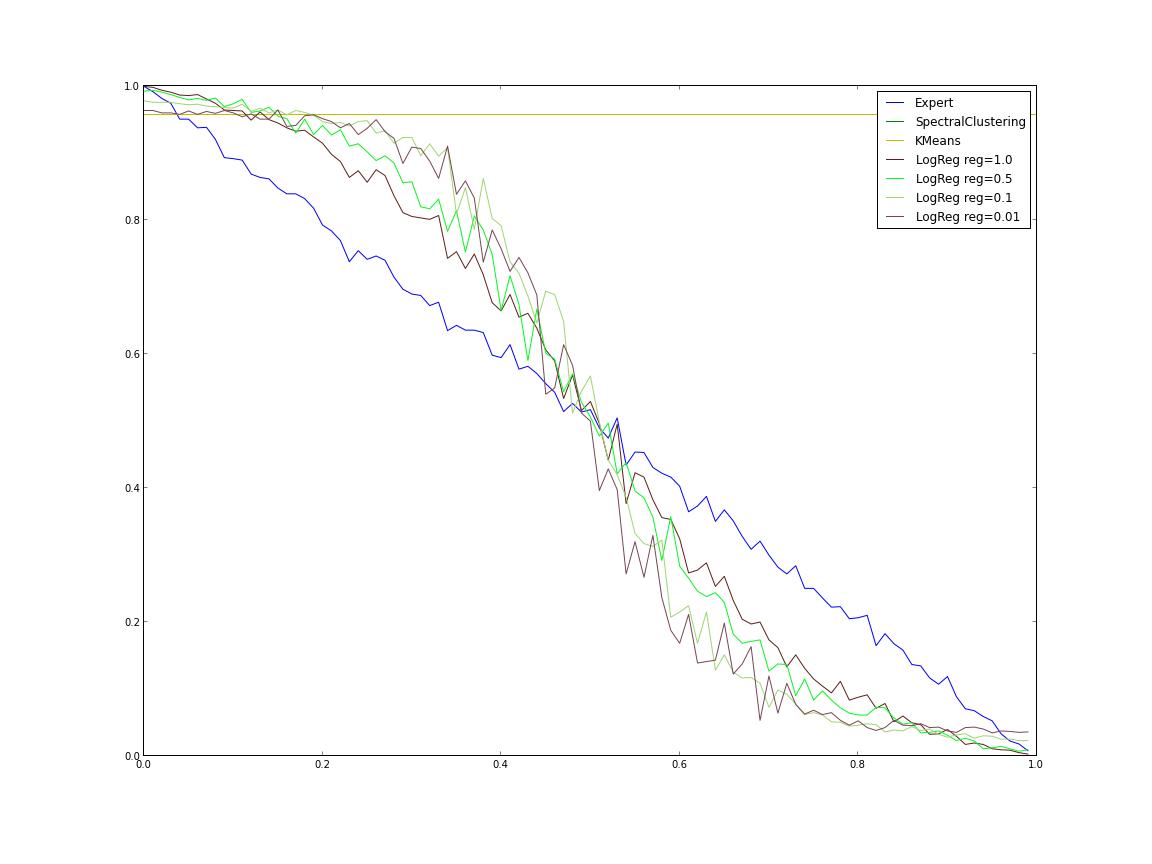 1.0
0.8
0.6
0.4
0.2
0.0
0.0 0.2 0.4 0.6 0.8 1.0
Expert
SpectralClustering
KMeans
LogReg reg=1.0
LogReg reg=0.5
LogReg reg=0.1
LogReg reg=0.01